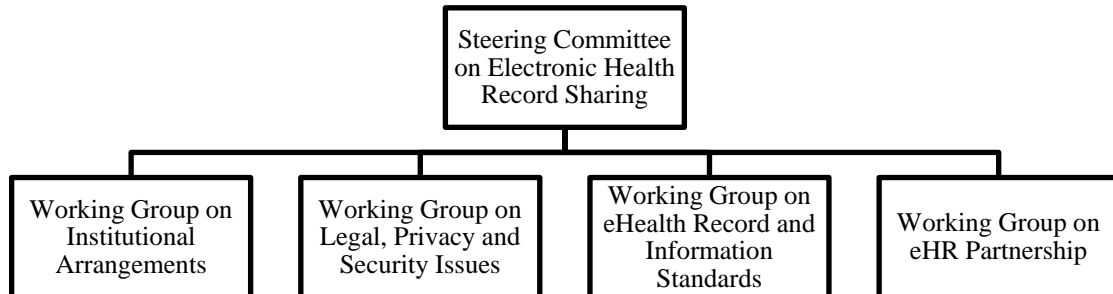 Steering Committee
on Electronic Health
Record Sharing
Working Group on
Institutional
Arrangements
Working Group on
Legal, Privacy and
Security Issues
Working Group on
eHealth Record and
Information
Standards
Working Group on
eHR Partnership